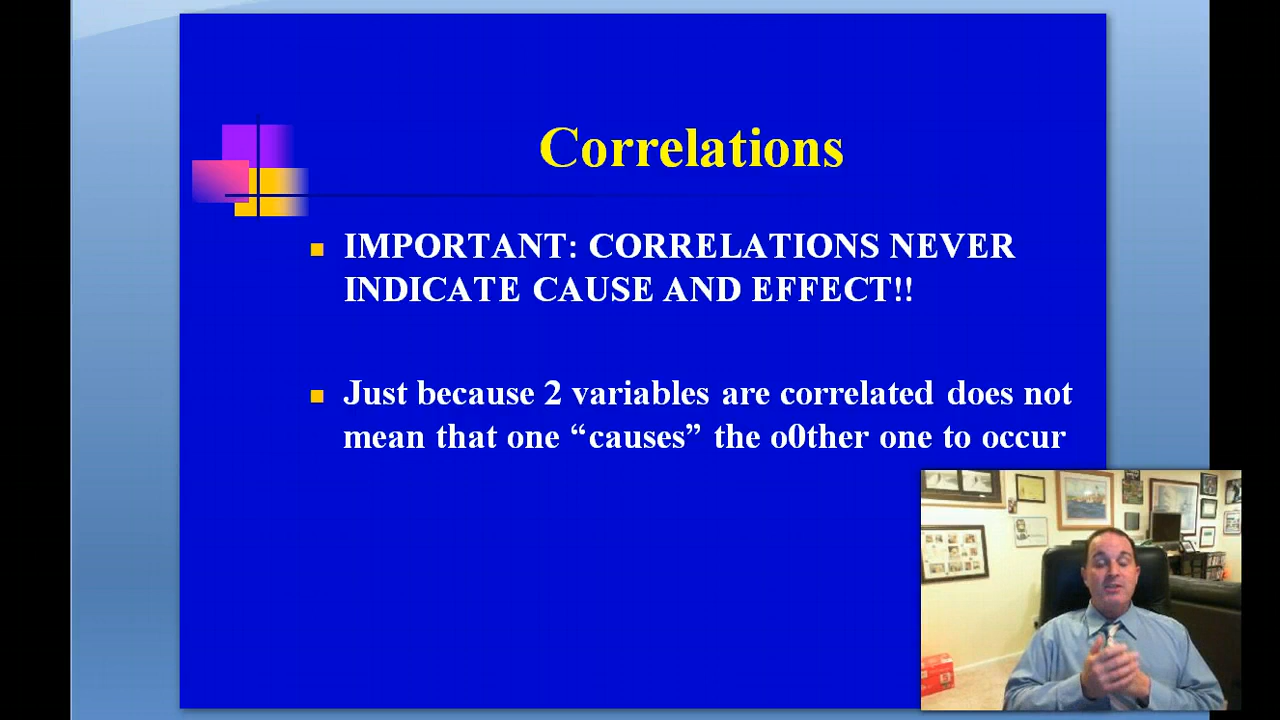 Correlations
IMPORTANT: CORRELATIONS NEVER
INDICATE CAUSE AND EFFECT!!
Just because 2 variables are correlated does not
mean that one “causes” the o0ther one to occur